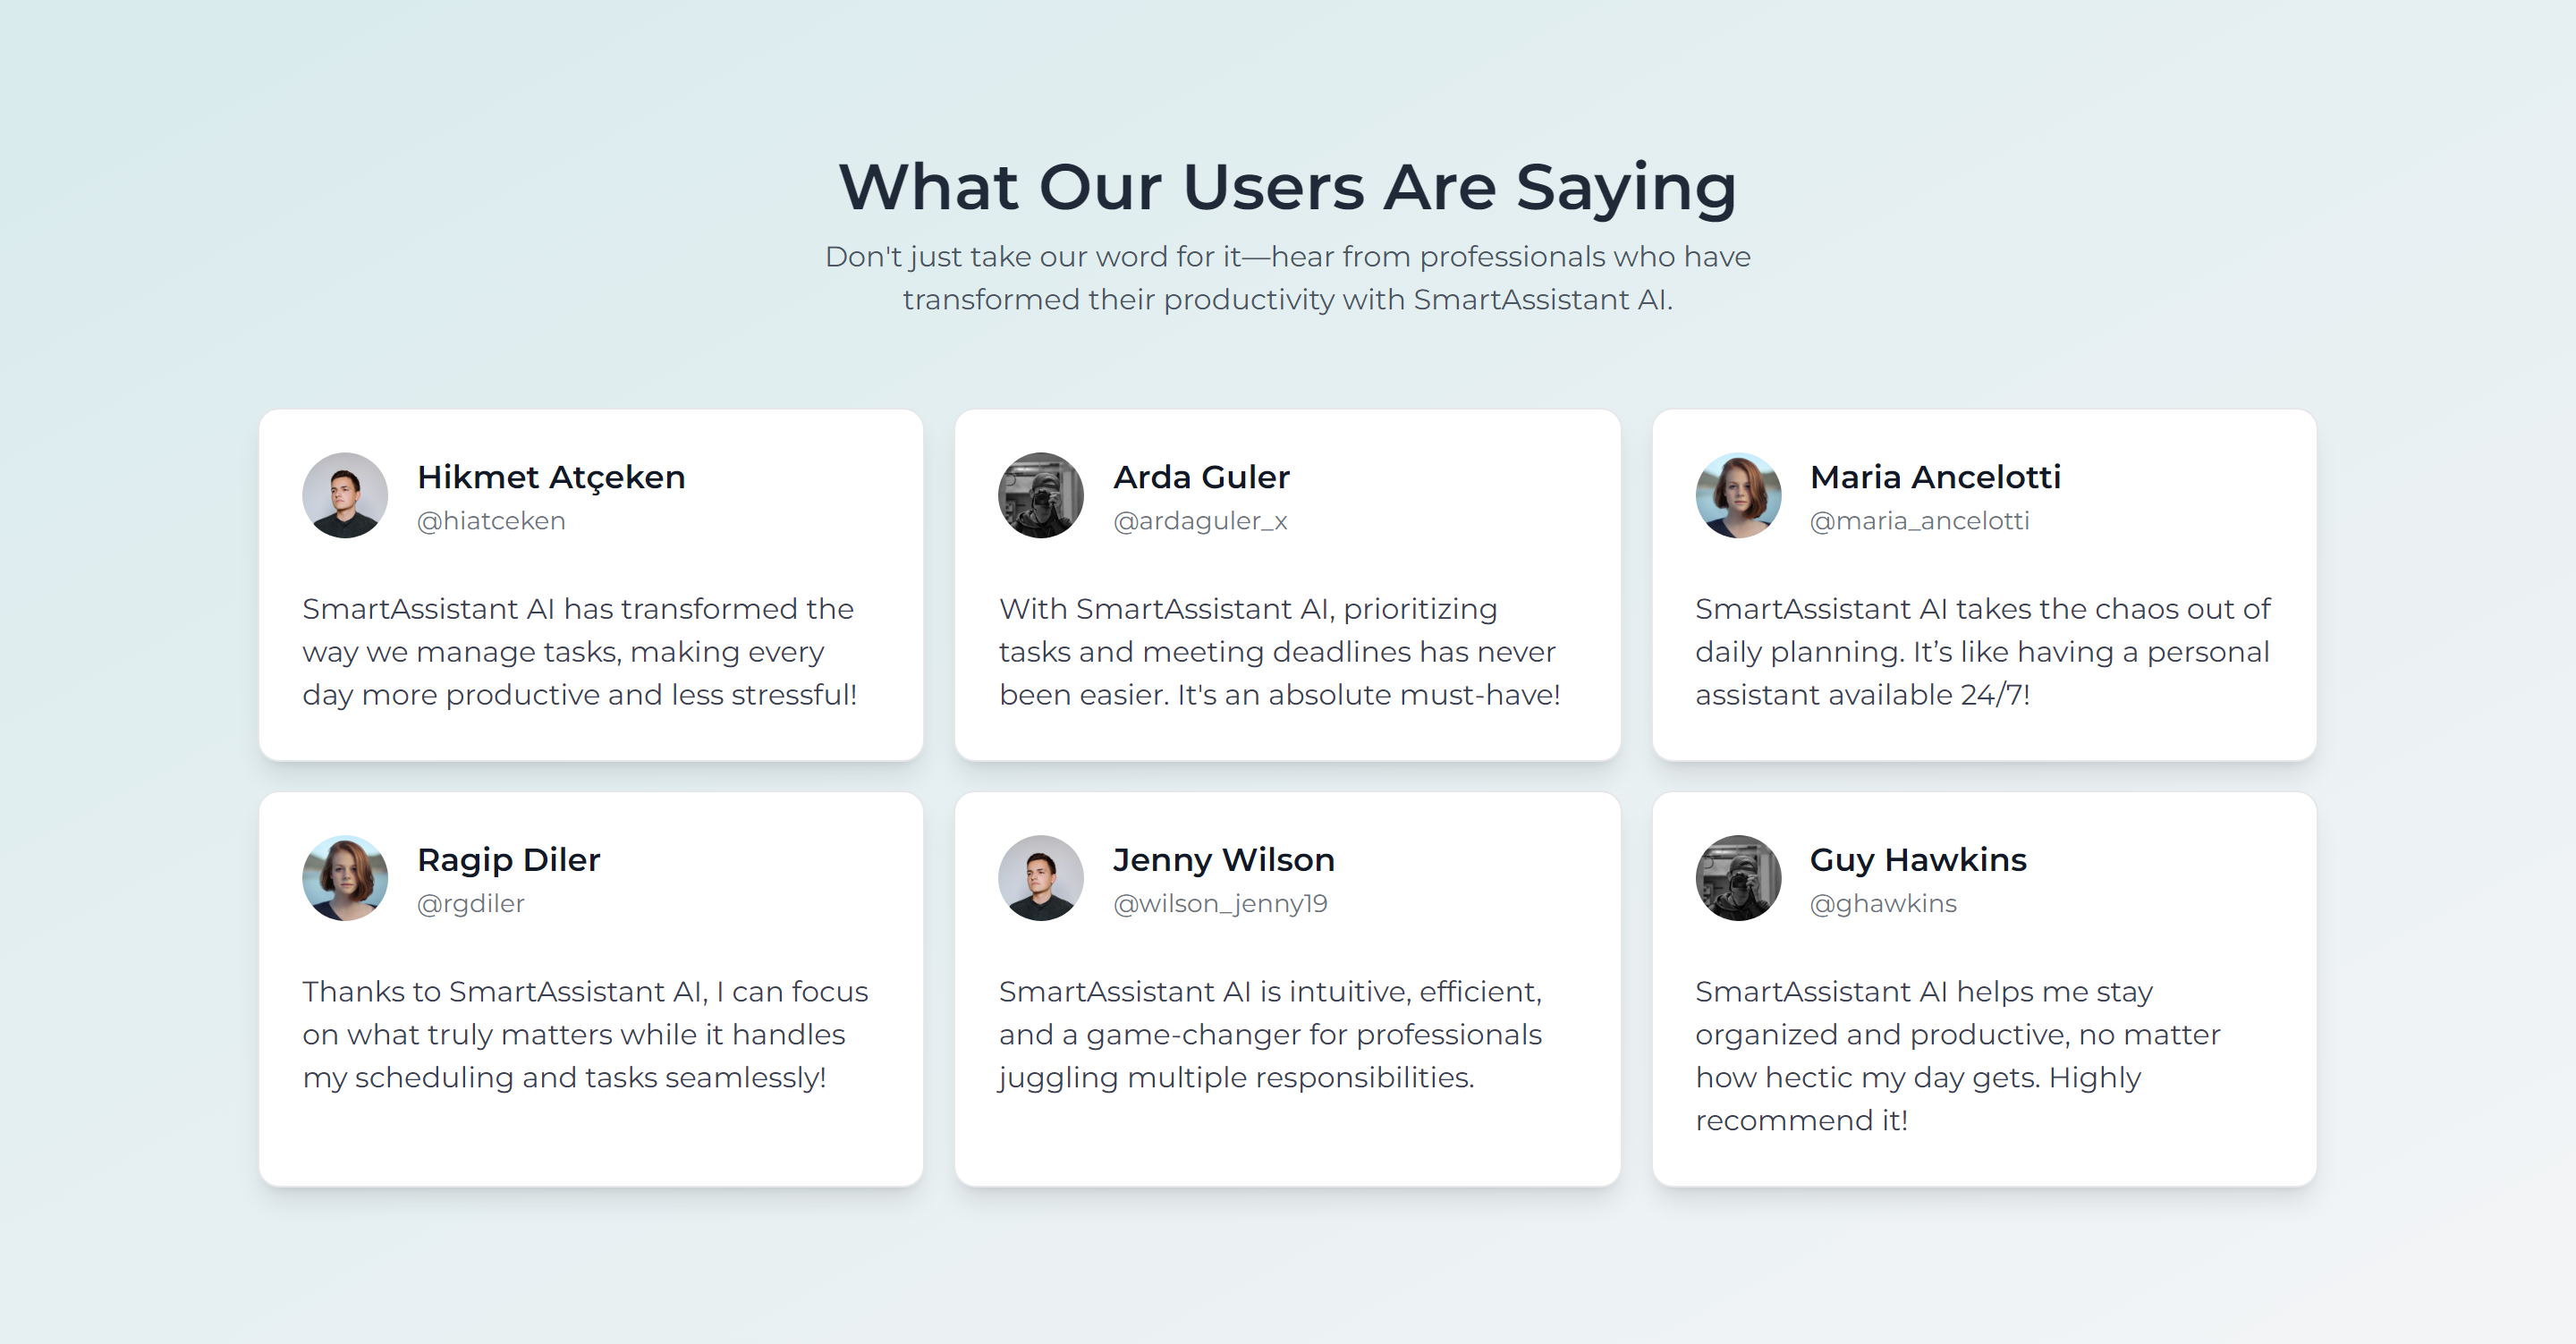 What Our Users Are Saying
Don't just take our word for it—hear from professionals who have
transformed their productivity with SmartAssistant AI.
Hikmet Atçeken
@hiatceken
SmartAssistant AI has transformed the
way we manage tasks, making every
day more productive and less stressful!
Arda Guler
@ardaguler_x
With SmartAssistant AI, prioritizing
tasks and meeting deadlines has never
been easier. It's an absolute must-have!
Maria Ancelotti
@maria_ancelotti
SmartAssistant AI takes the chaos out of
daily planning. It’s like having a personal
assistant available 24/7!
Ragip Diler
@rgdiler
Thanks to SmartAssistant AI, I can focus
on what truly matters while it handles
my scheduling and tasks seamlessly!
Jenny Wilson
@wilson_jenny19
SmartAssistant AI is intuitive, efficient,
and a game-changer for professionals
juggling multiple responsibilities.
Guy Hawkins
@ghawkins
SmartAssistant AI helps me stay
organized and productive, no matter
how hectic my day gets. Highly
recommend it!